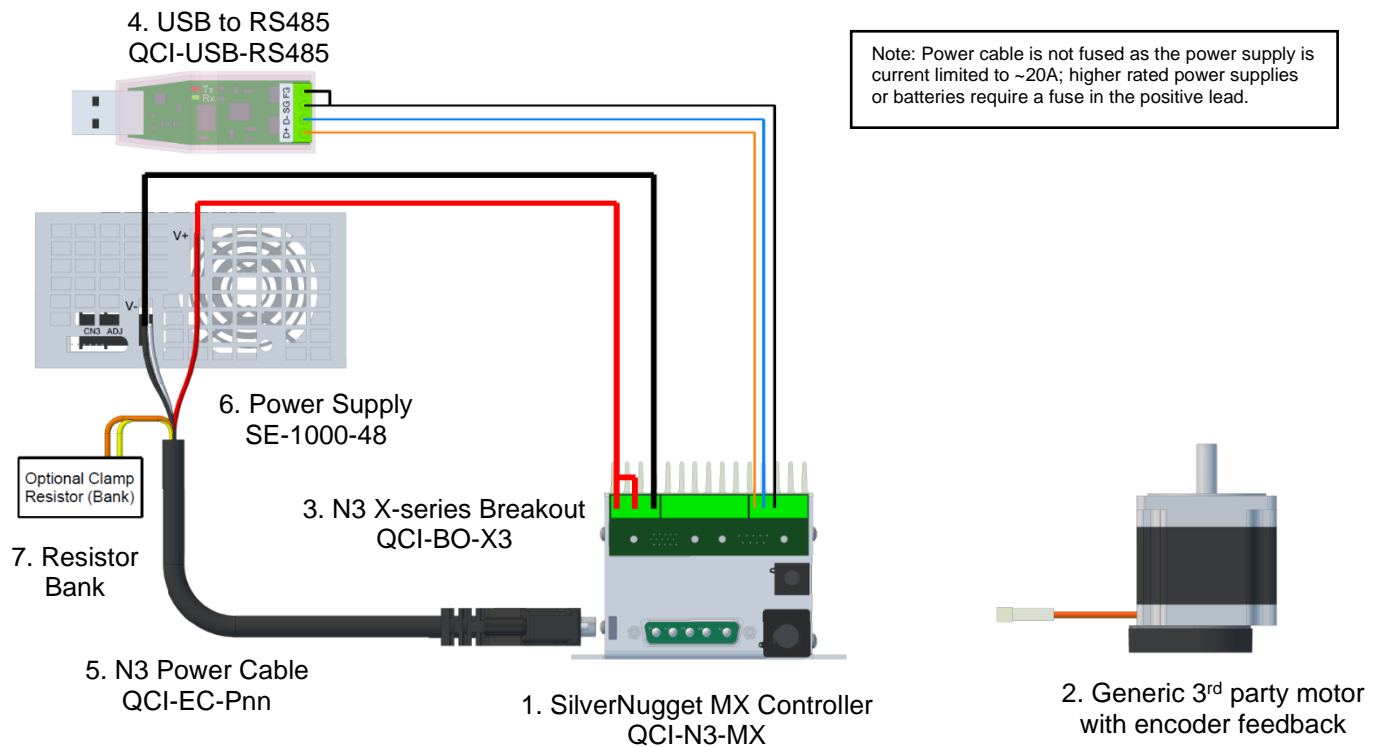 4. USB to RS485
QCI-USB-RS485
Note: Power cable is not fused as the power supply is
current limited to ~20A; higher rated power supplies
or batteries require a fuse in the positive lead.
Tx
Rx
D+ D- SG FG
V+
V-
CN3 ADJ
6. Power Supply
SE-1000-48
Optional Clamp
Resistor (Bank)
7. Resistor
Bank
3. N3 X-series Breakout
QCI-BO-X3
5. N3 Power Cable
QCI-EC-Pnn
1. SilverNugget MX Controller
QCI-N3-MX
2. Generic 3rd party motor
with encoder feedback